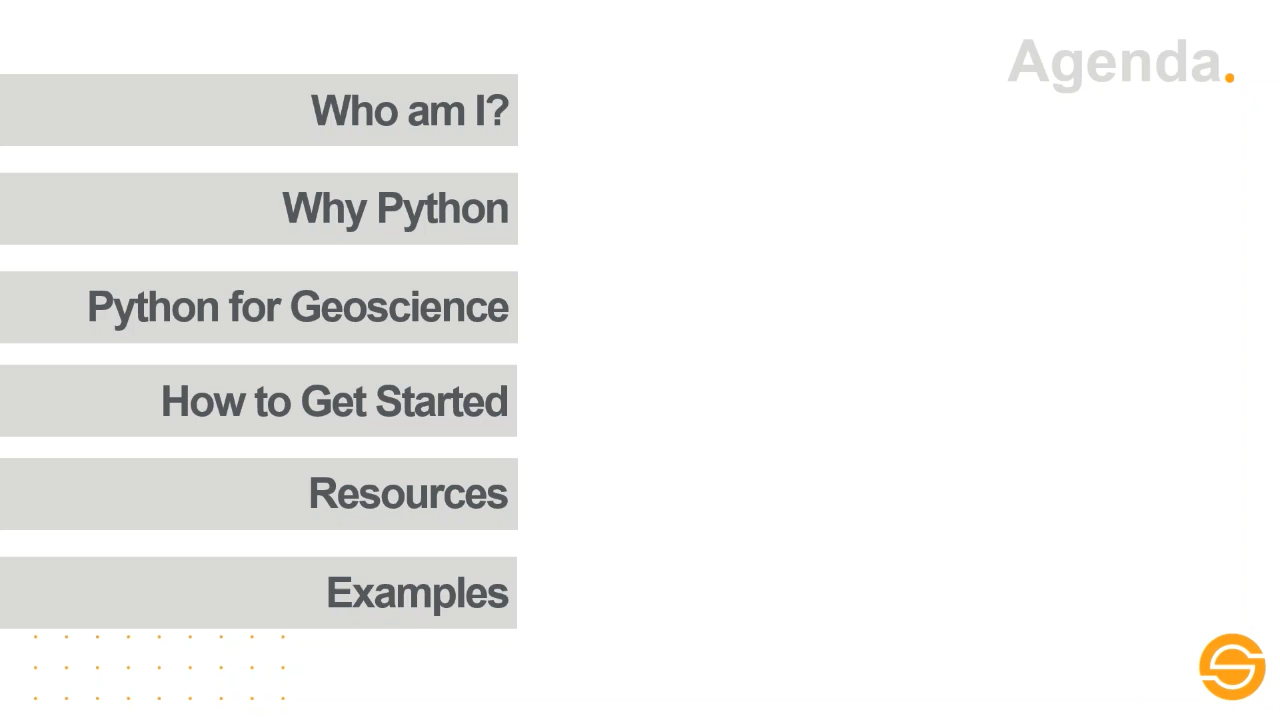 Agenda.
Who am I?
Why Python
Python for Geoscience
How to Get Started
Resources
Examples